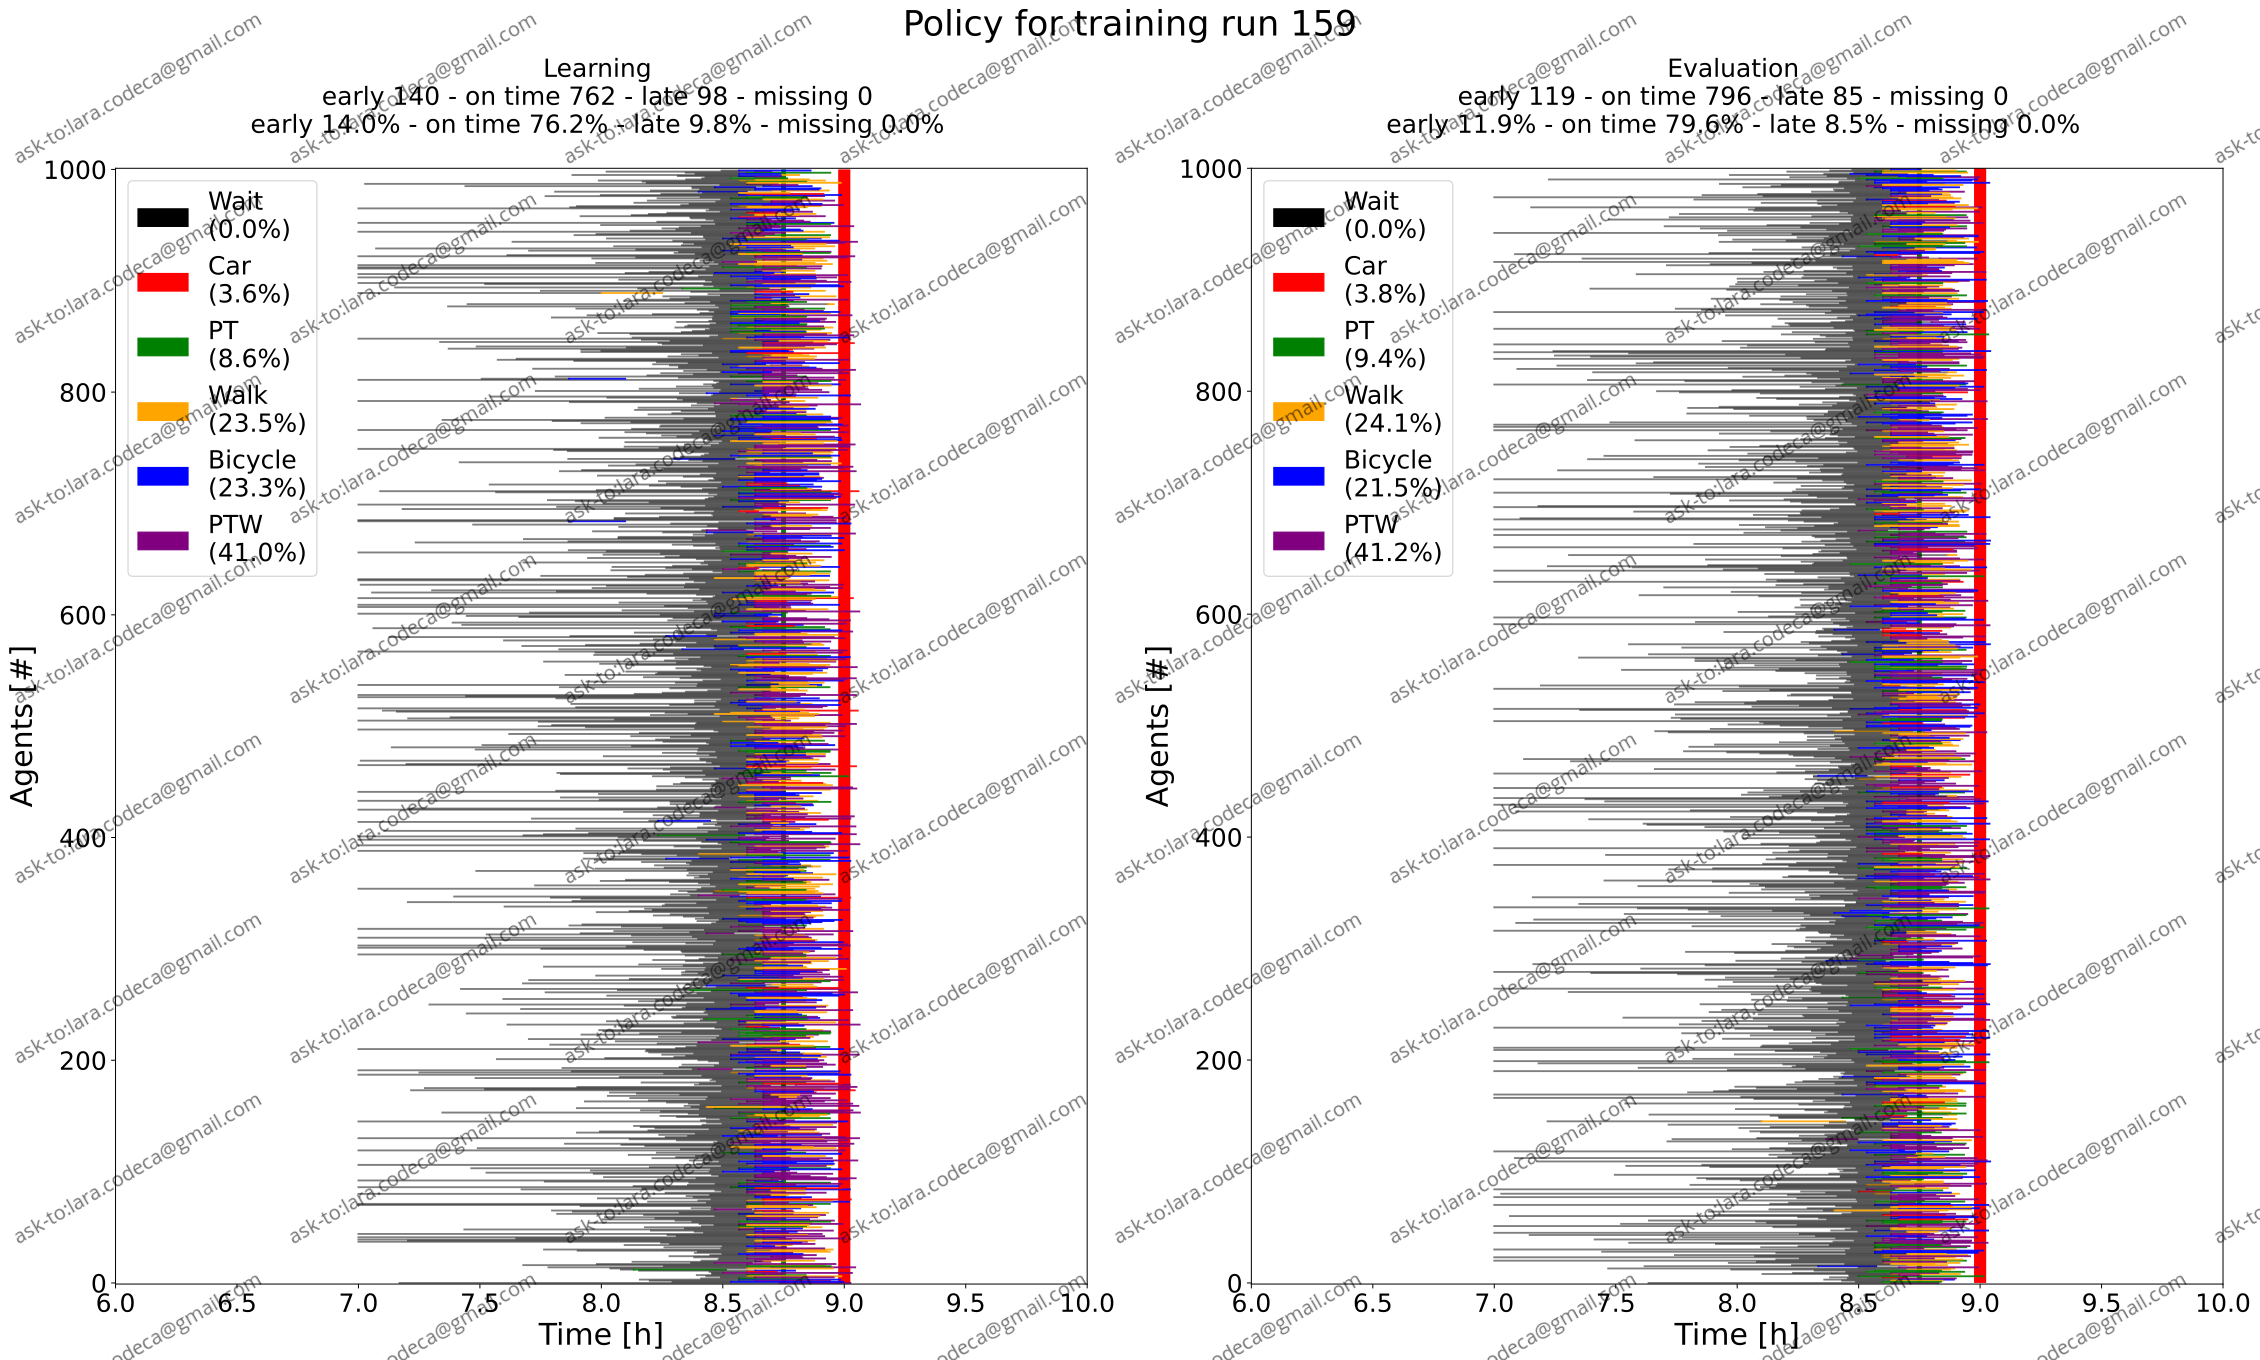 Policy for training run 159
Learning
early 140 - on time 762 - late 98 - missing 0
early 14.0% - on time 76.2% - late 9.8% - missing 0.0%
Agents [#]
1000
800
600
400
200
0
Wait
(0.0%)
Car
(3.6%)
PT
(8.6%)
Walk
(23.5%)
Bicycle
(23.3%)
PTW
(41.0%)
6.0 6.5 7.0 7.5 8.0 8.5 9.0 9.5 10.0
Time [h]
Evaluation
early 119 - on time 796 - late 85 - missing 0
early 11.9% - on time 79.6% - late 8.5% - missing 0.0%
Agents [#]
1000
800
600
400
200
0
Wait
(0.0%)
Car
(3.8%)
PT
(9.4%)
Walk
(24.1%)
Bicycle
(21.5%)
PTW
(41.2%)
6.0 6.5 7.0 7.5 8.0 8.5 9.0 9.5 10.0
Time [h]
ask-to:lara.codeca@gmail.com